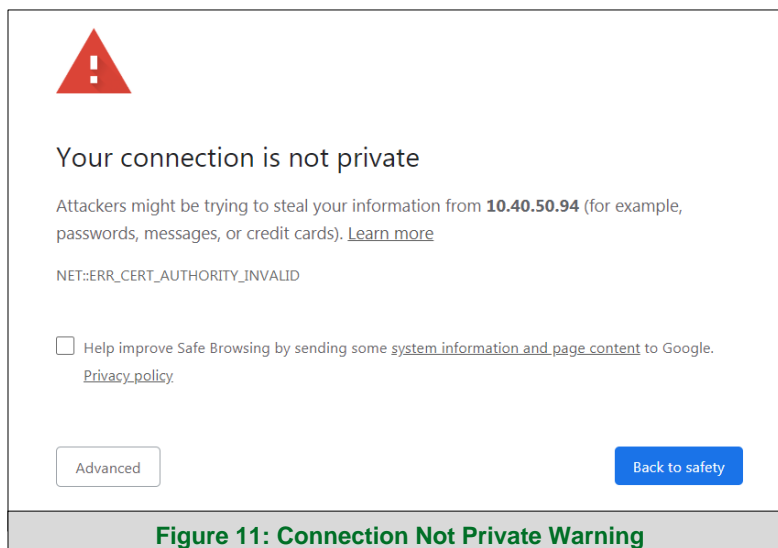 Your connection is not private
Attackers might be trying to steal your information from 10.40.50.94 (for example,
passwords, messages, or credit cards). Learn more
NET::ERR_CERT_AUTHORITY_INVALID
Help improve Safe Browsing by sending some system information and page content to Google.
Privacy policy
Advanced
Back to safety
Figure 11: Connection Not Private Warning